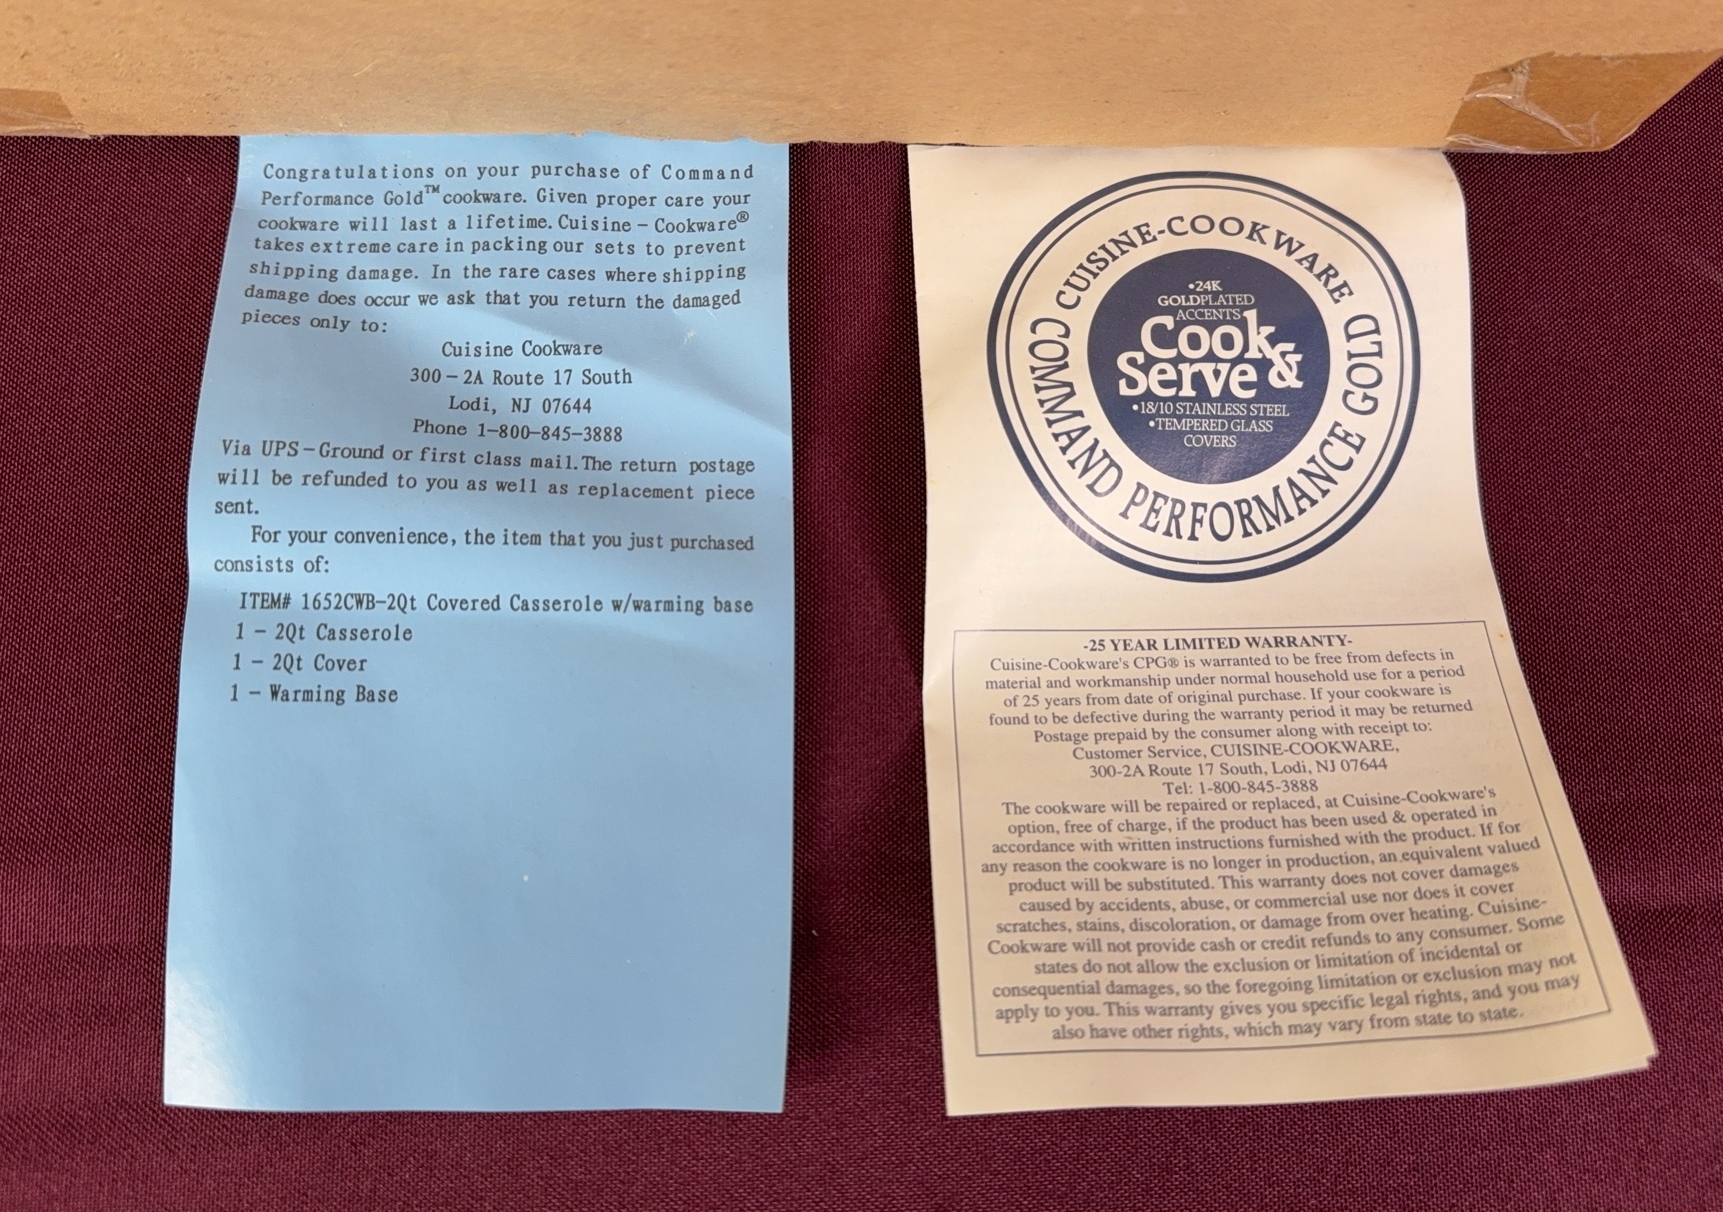 Congratulations on your purchase of Command
Performance Gold™ cookware. Given proper care your
cookware will last a lifetime. Cuisine-Cookware®
takes extreme care in packing our sets to prevent
shipping damage. In the rare cases where shipping
damage does occur we ask that you return the damaged
pieces only to:
Cuisine Cookware
300-2A Route 17 South
Lodi, NJ 07644
Phone 1-800-845-3888
Via UPS-Ground or first class mail. The return postage
will be refunded to you as well as replacement piece
sent.
For your convenience, the item that you just purchased
consists of:
ITEM# 1652CWB-2Qt Covered Casserole w/warming base
1 - 2Qt Casserole
1 - 2Qt Cover
1 - Warming Base
CUISINE-COOKWARE
COMMAND PERFORMANCE GOLD
•24K
GOLDPLATED
ACCENTS
Cook
& Serve
•18/10 STAINLESS STEEL
•TEMPERED GLASS
COVERS
-25 YEAR LIMITED WARRANTY-
Cuisine-Cookware's CPG® is warranted to be free from defects in
material and workmanship under normal household use for a period
of 25 years from date of original purchase. If your cookware is
found to be defective during the warranty period it may be returned
Postage prepaid by the consumer along with receipt to:
Customer Service, CUISINE-COOKWARE,
300-2A Route 17 South, Lodi, NJ 07644
Tel: 1-800-845-3888
The cookware will be repaired or replaced, at Cuisine-Cookware's
option, free of charge, if the product has been used & operated in
accordance with written instructions furnished with the product. If for
any reason the cookware is no longer in production, an equivalent valued
product will be substituted. This warranty does not cover damages
caused by accidents, abuse, or commercial use nor does it cover
scratches, stains, discoloration, or damage from over heating. Cuisine-
Cookware will not provide cash or credit refunds to any consumer. Some
states do not allow the exclusion or limitation of incidental or
consequential damages, so the foregoing limitation or exclusion may not
apply to you. This warranty gives you specific legal rights, and you may
also have other rights, which may vary from state to state.